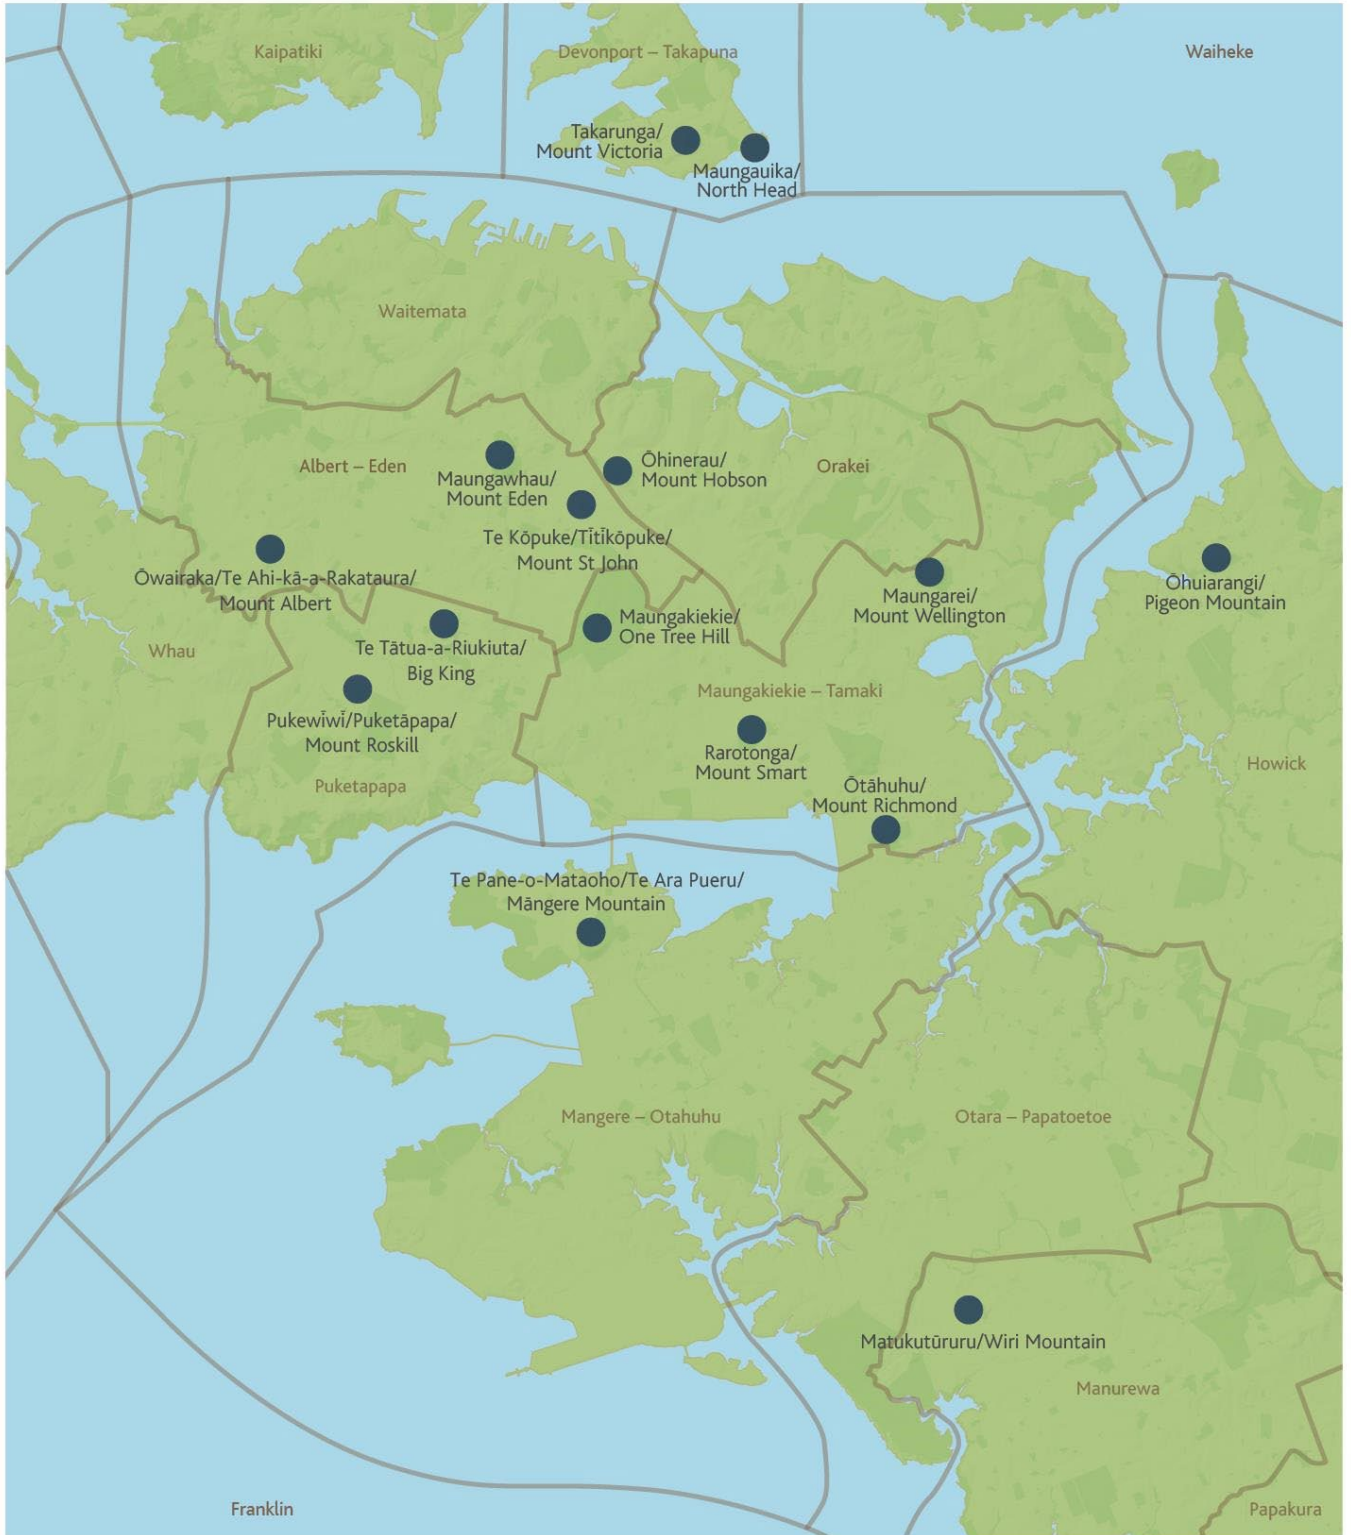 Kaipatiki
Devonport – Takapuna
Waiheke
Takarunga/
Mount Victoria
Maungauika/
North Head
Waitemata
Albert – Eden
Maungawhau/
Mount Eden
Ōhinerau/
Mount Hobson
Orakei
Te Kōpuke/Tītīkōpuke/
Mount St John
Ōwairaka/Te Ahi-kā-a-Rakataura/
Mount Albert
Maungarei/
Mount Wellington
Ōhuiarangi/
Pigeon Mountain
Maungakiekie/
One Tree Hill
Whau
Te Tātua-a-Riukiuta/
Big King
Maungakiekie – Tamaki
Pukewīwī/Puketāpapa/
Mount Roskill
Rarotonga/
Mount Smart
Howick
Puketapapa
Ōtāhuhu/
Mount Richmond
Te Pane-o-Mataoho/Te Ara Pueru/
Māngere Mountain
Mangere – Otahuhu
Otara – Papatoetoe
Matukutūruru/Wiri Mountain
Manurewa
Franklin
Papakura